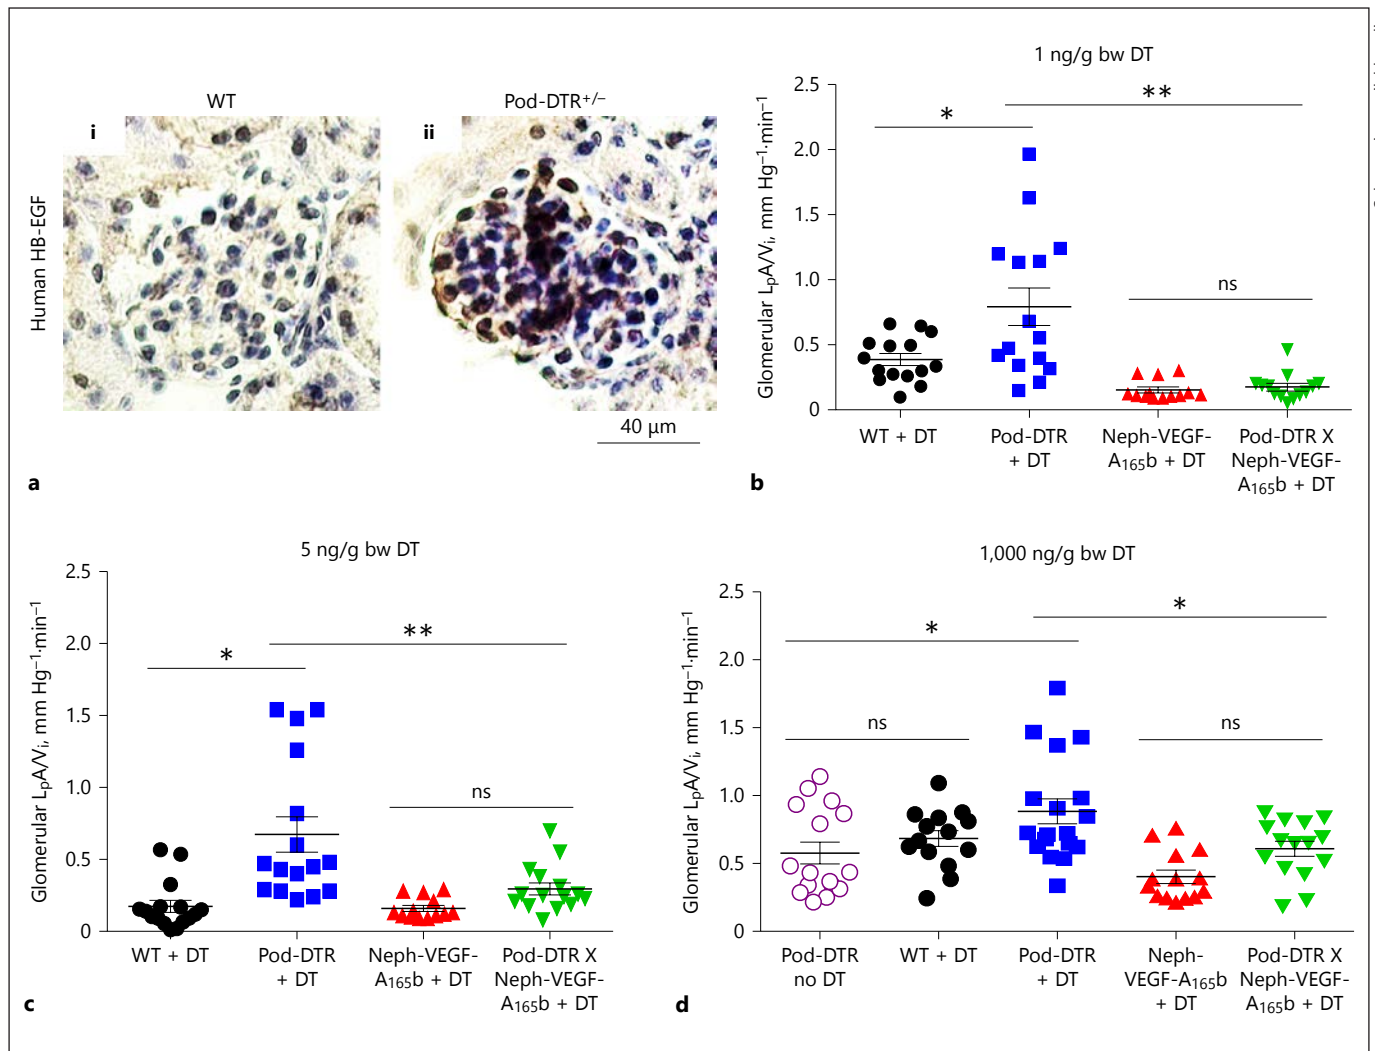 WT
Pod-DTR+/–
i
ii
Human HB-EGF
40 µm
a
1 ng/g bw DT
Glomerular LpA/Vi, mm Hg–1·min–1
2.5
2.0
1.5
1.0
0.5
0
*
**
ns
WT + DT
Pod-DTR
+ DT
Neph-VEGF-
A165b + DT
Pod-DTR X
Neph-VEGF-
A165b + DT
b
5 ng/g bw DT
Glomerular LpA/Vi, mm Hg–1·min–1
2.5
2.0
1.5
1.0
0.5
0
*
**
ns
WT + DT
Pod-DTR
+ DT
Neph-VEGF-
A165b + DT
Pod-DTR X
Neph-VEGF-
A165b + DT
c
1,000 ng/g bw DT
Glomerular LpA/Vi, mm Hg–1·min–1
2.5
2.0
1.5
1.0
0.5
0
*
*
ns
ns
Pod-DTR
no DT
WT + DT
Pod-DTR
+ DT
Neph-
VEGF-A165b
+ DT
Pod-DTR X
Neph-VEGF-
A165b + DT
d